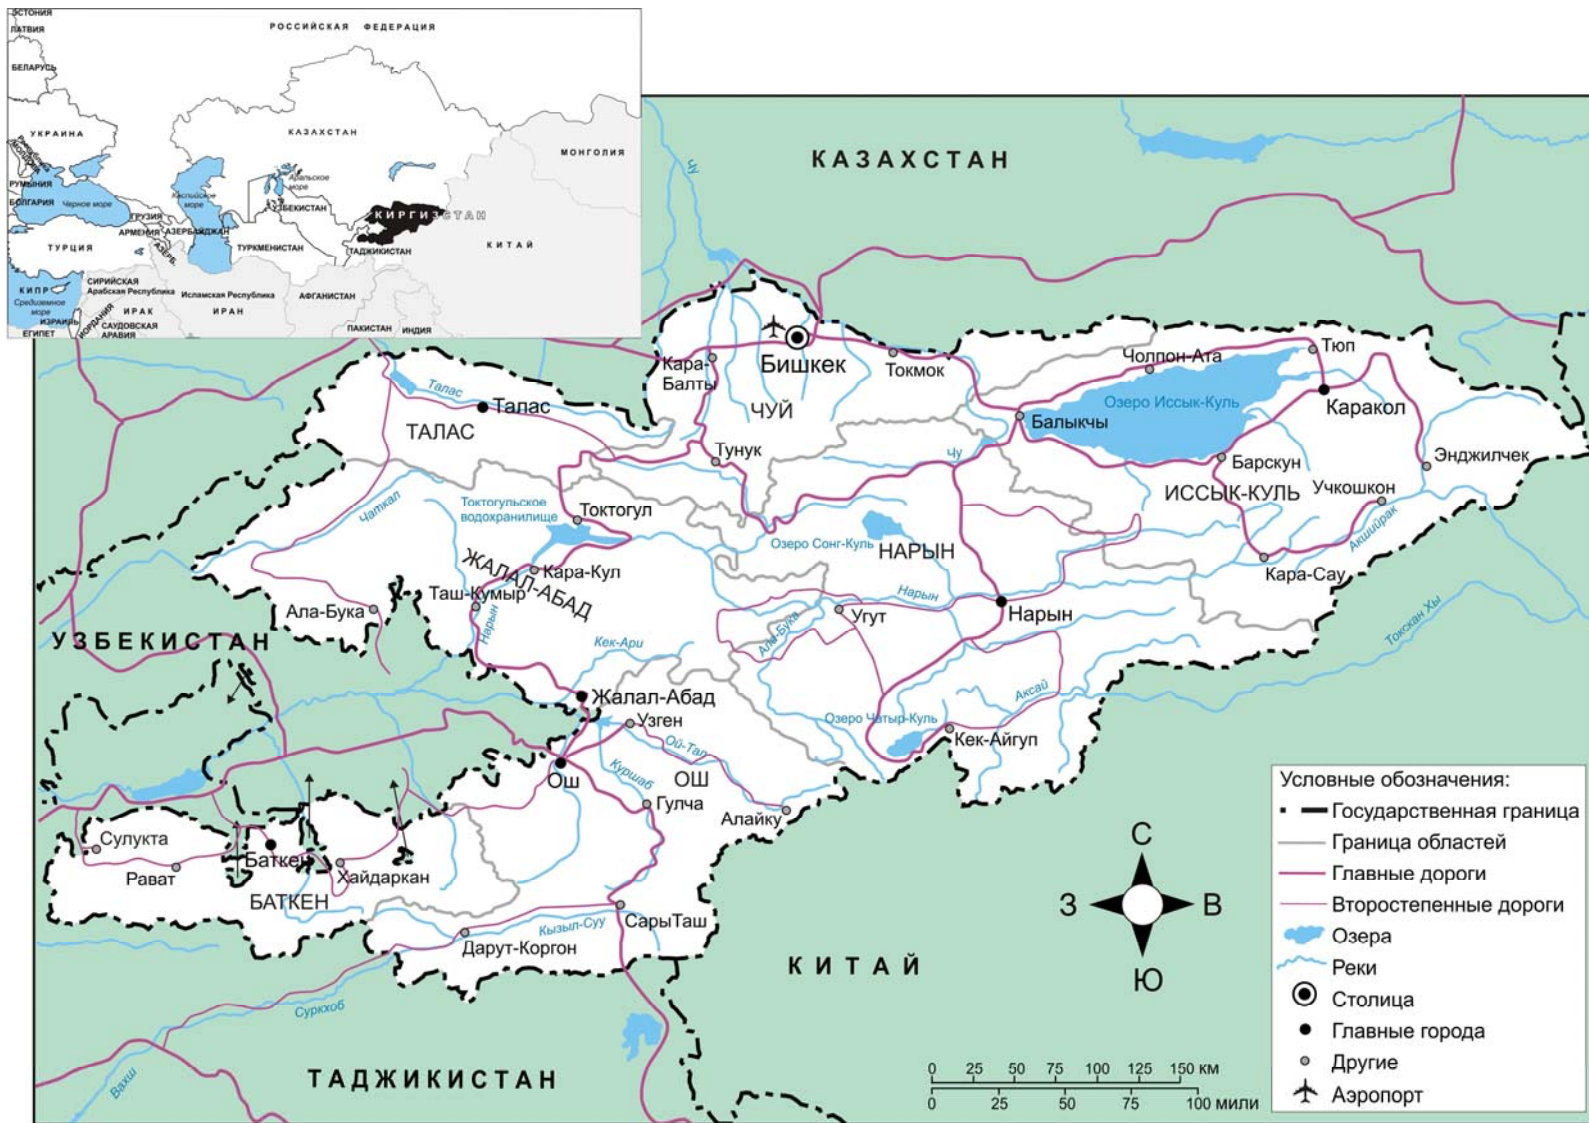 ЭСТОНИЯ
ЛАТВИЯ
РОССИЙСКАЯ ФЕДЕРАЦИЯ
БЕЛАРУСЬ
УКРАИНА
КАЗАХСТАН
МОНГОЛИЯ
Республика
МОЛДОВА
РУМЫНИЯ
Аральское
море
БОЛГАРИЯ
Черное море
Каспийское
море
УЗБЕКИСТАН
КИРГИЗСТАН
ГРУЗИЯ
АРМЕНИЯ
АЗЕРБАЙДЖАН
АЗЕРБ.
ТУРЦИЯ
ТУРКМЕНИСТАН
ТАДЖИКИСТАН
КИТАЙ
КИПР
СИРИЙСКАЯ
Арабская Республика
Исламская Республика
ИРАН
АФГАНИСТАН
Средиземное
море
ИРАК
ИЗРАИЛЬ
ИОРДАНИЯ
ЕГИПЕТ
САУДОВСКАЯ
АРАВИЯ
ПАКИСТАН
ИНДИЯ
КАЗАХСТАН
Чу
Бишкек
Кара-
Балты
Токмок
Чолпон-Ата
Тюп
Талас
Талас
ТАЛАС
ЧУЙ
Озеро Иссык-Куль
Каракол
Балыкчы
Тунук
Чу
Барскун
Энджилчек
ИССЫК-КУЛЬ
Учкошкон
Чаткал
Токтогульское
водохранилище
Токтогул
Озеро Сонг-Куль
НАРЫН
Акшийрак
Кара-Сау
ЖАЛАЛ-АБАД
Кара-Кул
Таш-Кумыр
Ала-Бука
Нарын
Нарын
Угут
Нарын
Ала-Бука
Токскан Хы
УЗБЕКИСТАН
Кек-Ари
Жалал-Абад
Узген
Аксай
Озеро Чатыр-Куль
Кек-Айгуп
Ой-Тал
Куршаб
Ош
ОШ
Гулча
Алайку
Сулукта
Рават
Баткен
Хайдаркан
БАТКЕН
СарыТаш
Кызыл-Суу
Дарут-Коргон
КИТАЙ
Сурхоб
Вахш
ТАДЖИКИСТАН
С
З
В
Ю
Условные обозначения:
Государственная граница
Граница областей
Главные дороги
Второстепенные дороги
Озера
Реки
Столица
Главные города
Другие
Аэропорт
0 25 50 75 100 125 150 км
0 25 50 75 100 мили